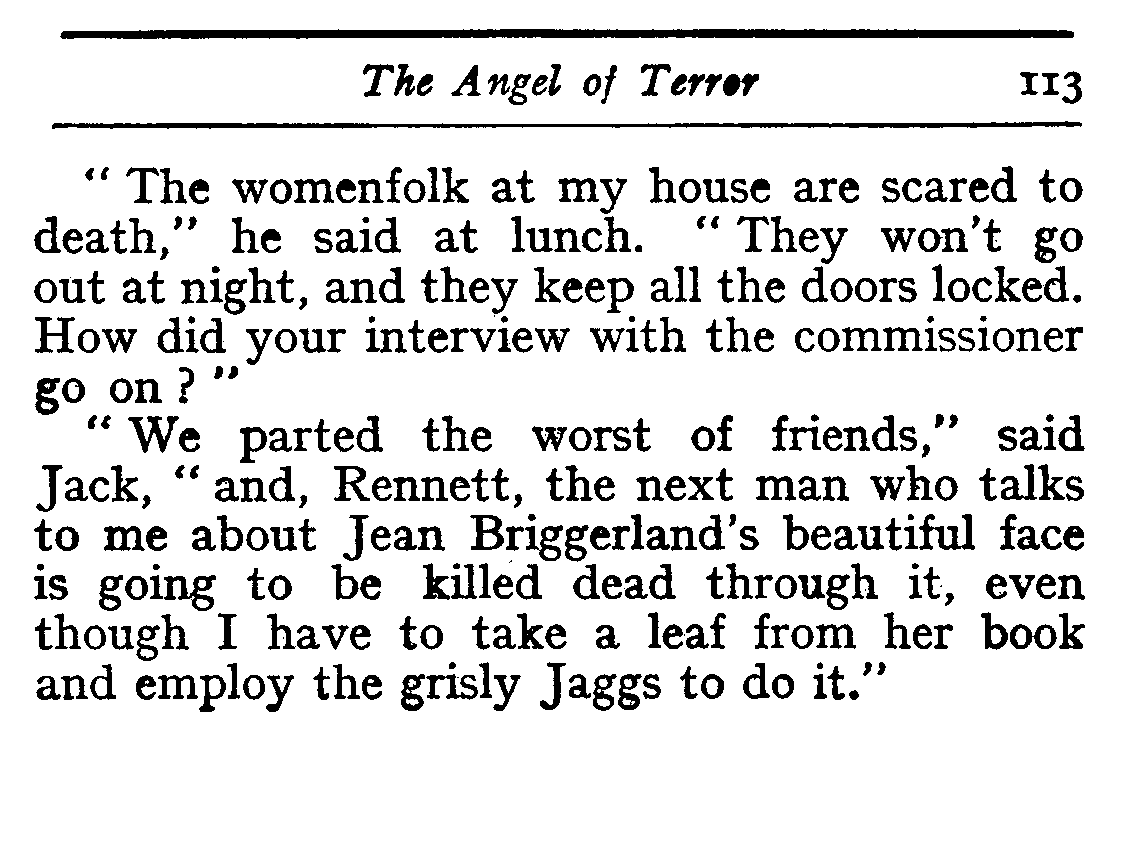 The Angel of Terror 113
“ The womenfolk at my house are scared to
death,” he said at lunch. “ They won't go
out at night, and they keep all the doors locked.
How did your interview with the commissioner
go on ? ”
“ We parted the worst of friends,” said
Jack, “ and, Rennett, the next man who talks
to me about Jean Briggerland's beautiful face
is going to be killed dead through it, even
though I have to take a leaf from her book
and employ the grisly Jaggs to do it.”